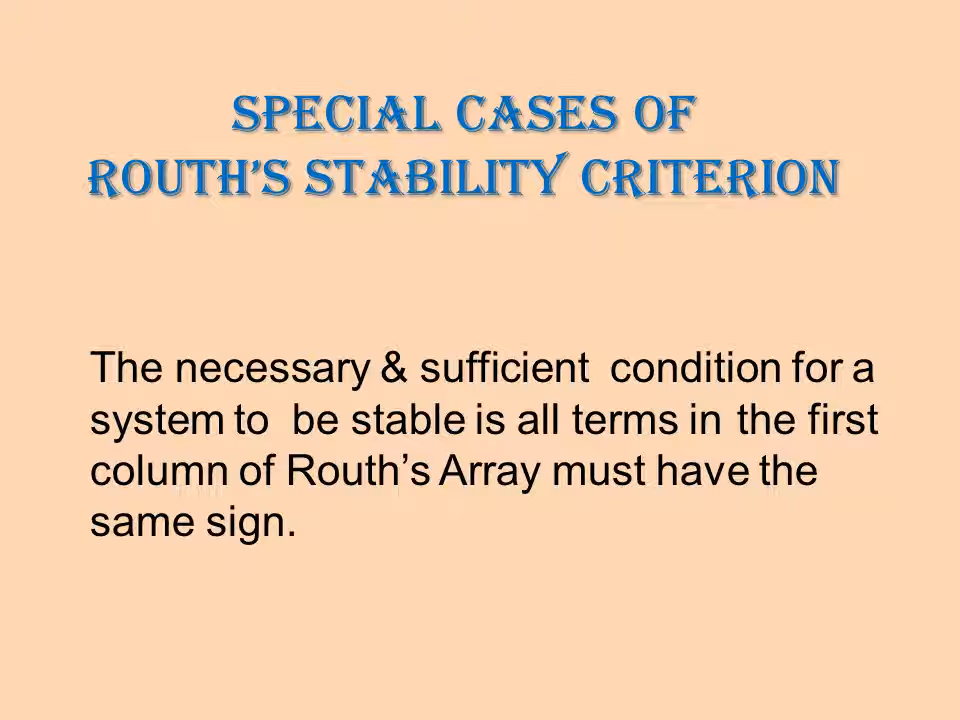 SPECIAL CASES OF
ROUTH’S STABILITY CRITERION
The necessary & sufficient condition for a
system to be stable is all terms in the first
column of Routh’s Array must have the
same sign.